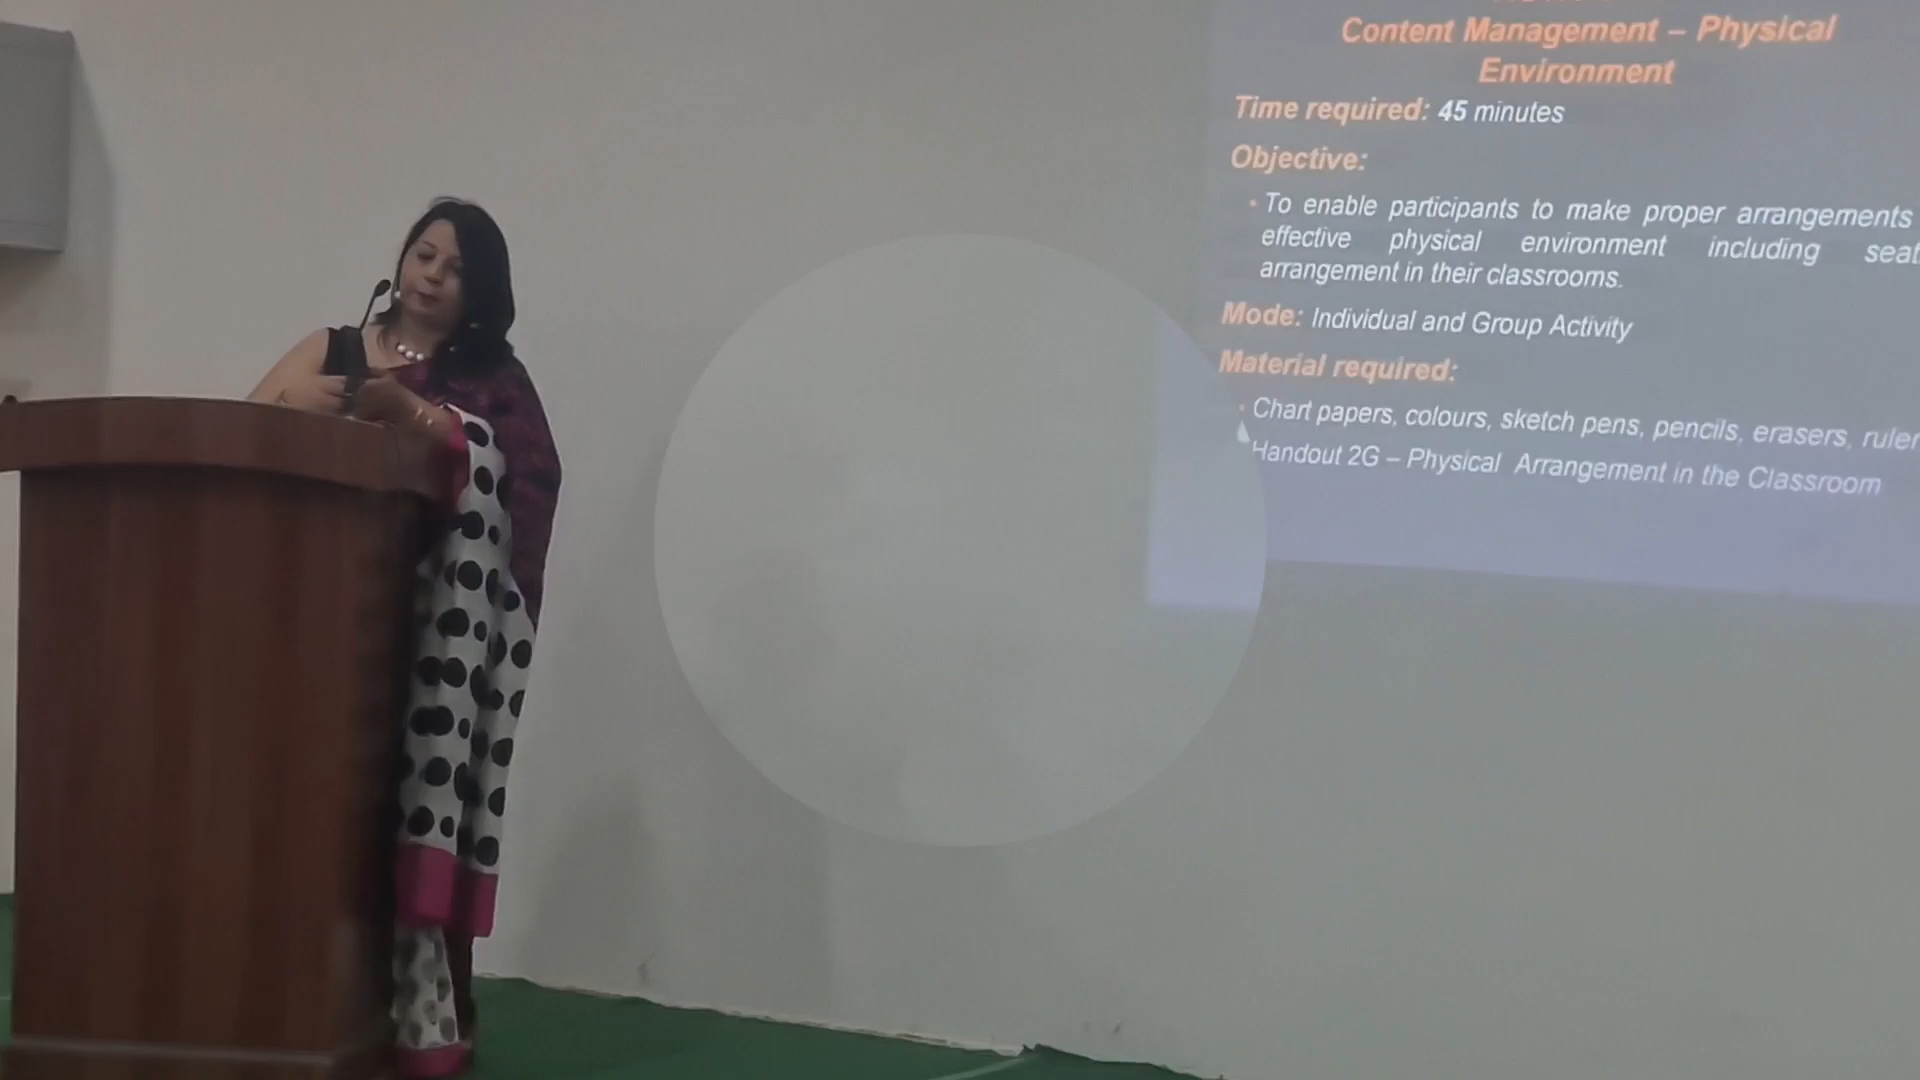 Content Management – Physical
Environment
Time required: 45 minutes
Objective:
• To enable participants to make proper arrangements
effective physical environment including seat
arrangement in their classrooms.
Mode: Individual and Group Activity
Material required:
• Chart papers, colours, sketch pens, pencils, erasers, ruler
Handout 2G – Physical Arrangement in the Classroom